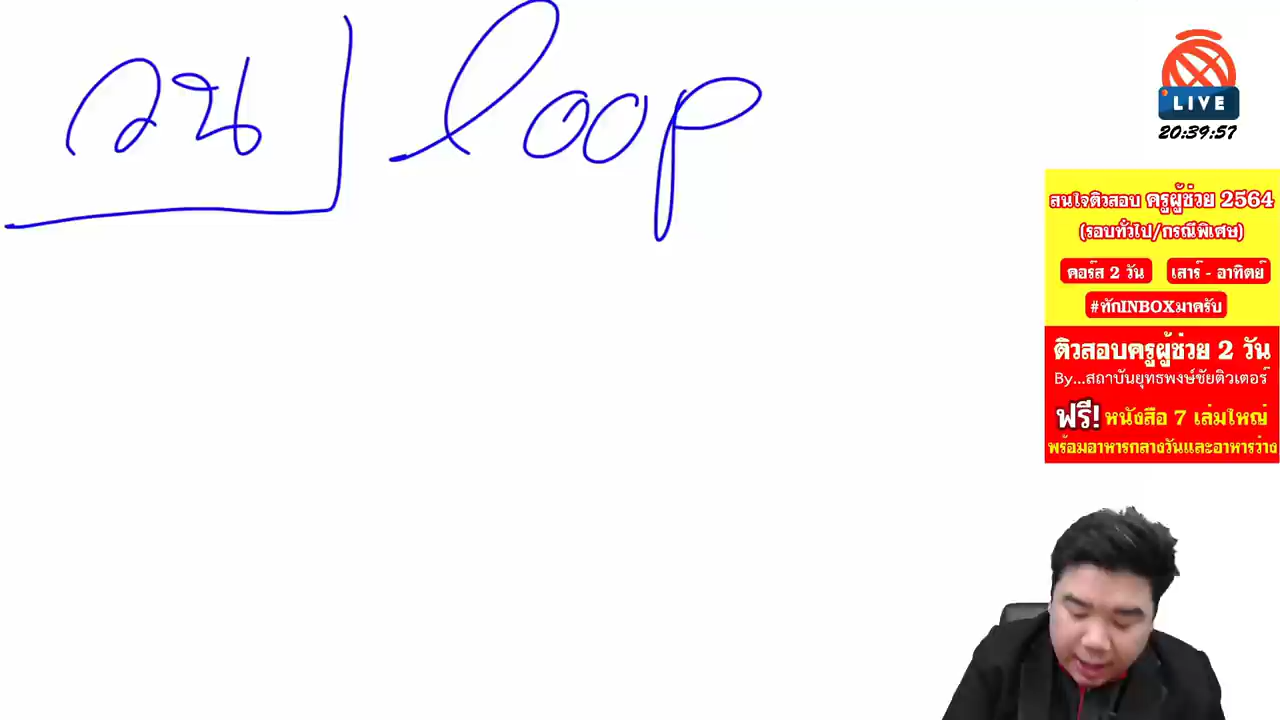 วน loop
LIVE
20:39:57
สนใจติวสอบ ครูผู้ช่วย 2564
(รอบทั่วไป/กรณีพิเศษ)
คอร์ส 2 วัน เสาร์ - อาทิตย์
#ทักINBOXมาครับ
ติวสอบครูผู้ช่วย 2 วัน
By...สถาบันยุทธพงษ์ชัยติวเตอร์
ฟรี! หนังสือ 7 เล่มใหญ่
พร้อมอาหารกลางวันและอาหารว่าง